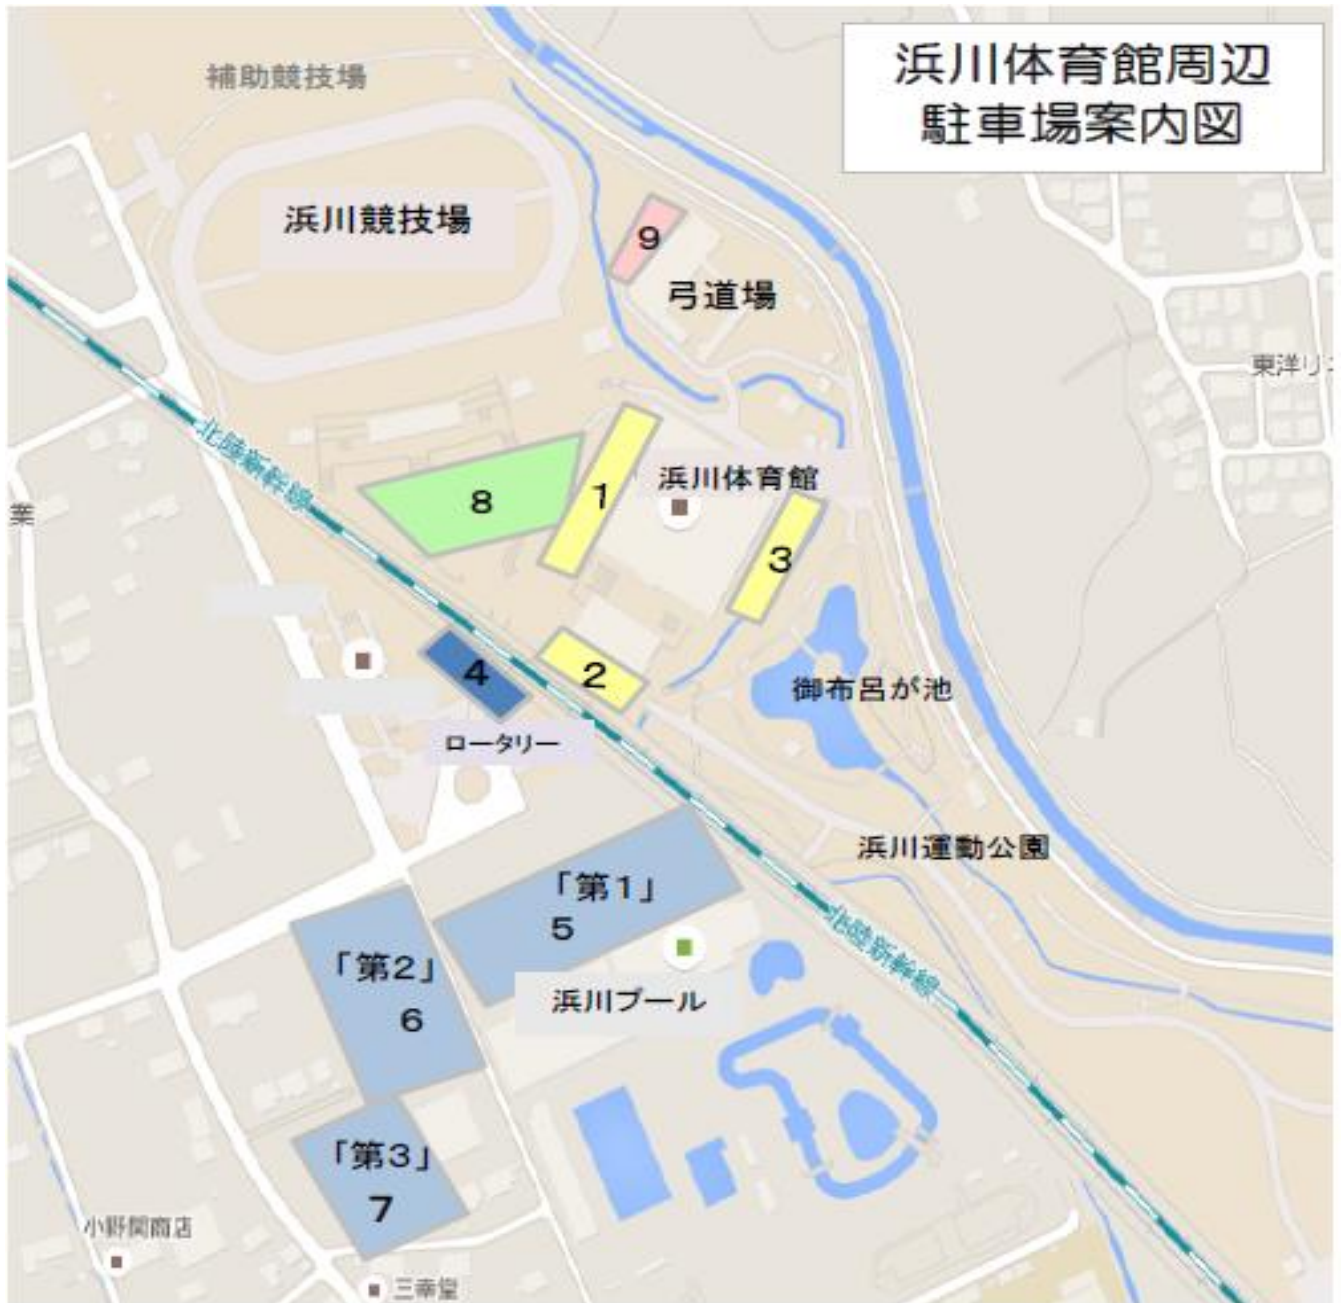 浜川体育館周辺
駐車場案内図
補助競技場
浜川競技場
9
弓道場
東洋リ
北陸新幹線
浜川体育館
8
1
業
3
4
2
御布呂が池
ロータリー
浜川運動公園
「第1」
5
北陸新幹線
「第2」
6
浜川プール
「第3」
7
小野関商店
三幸堂